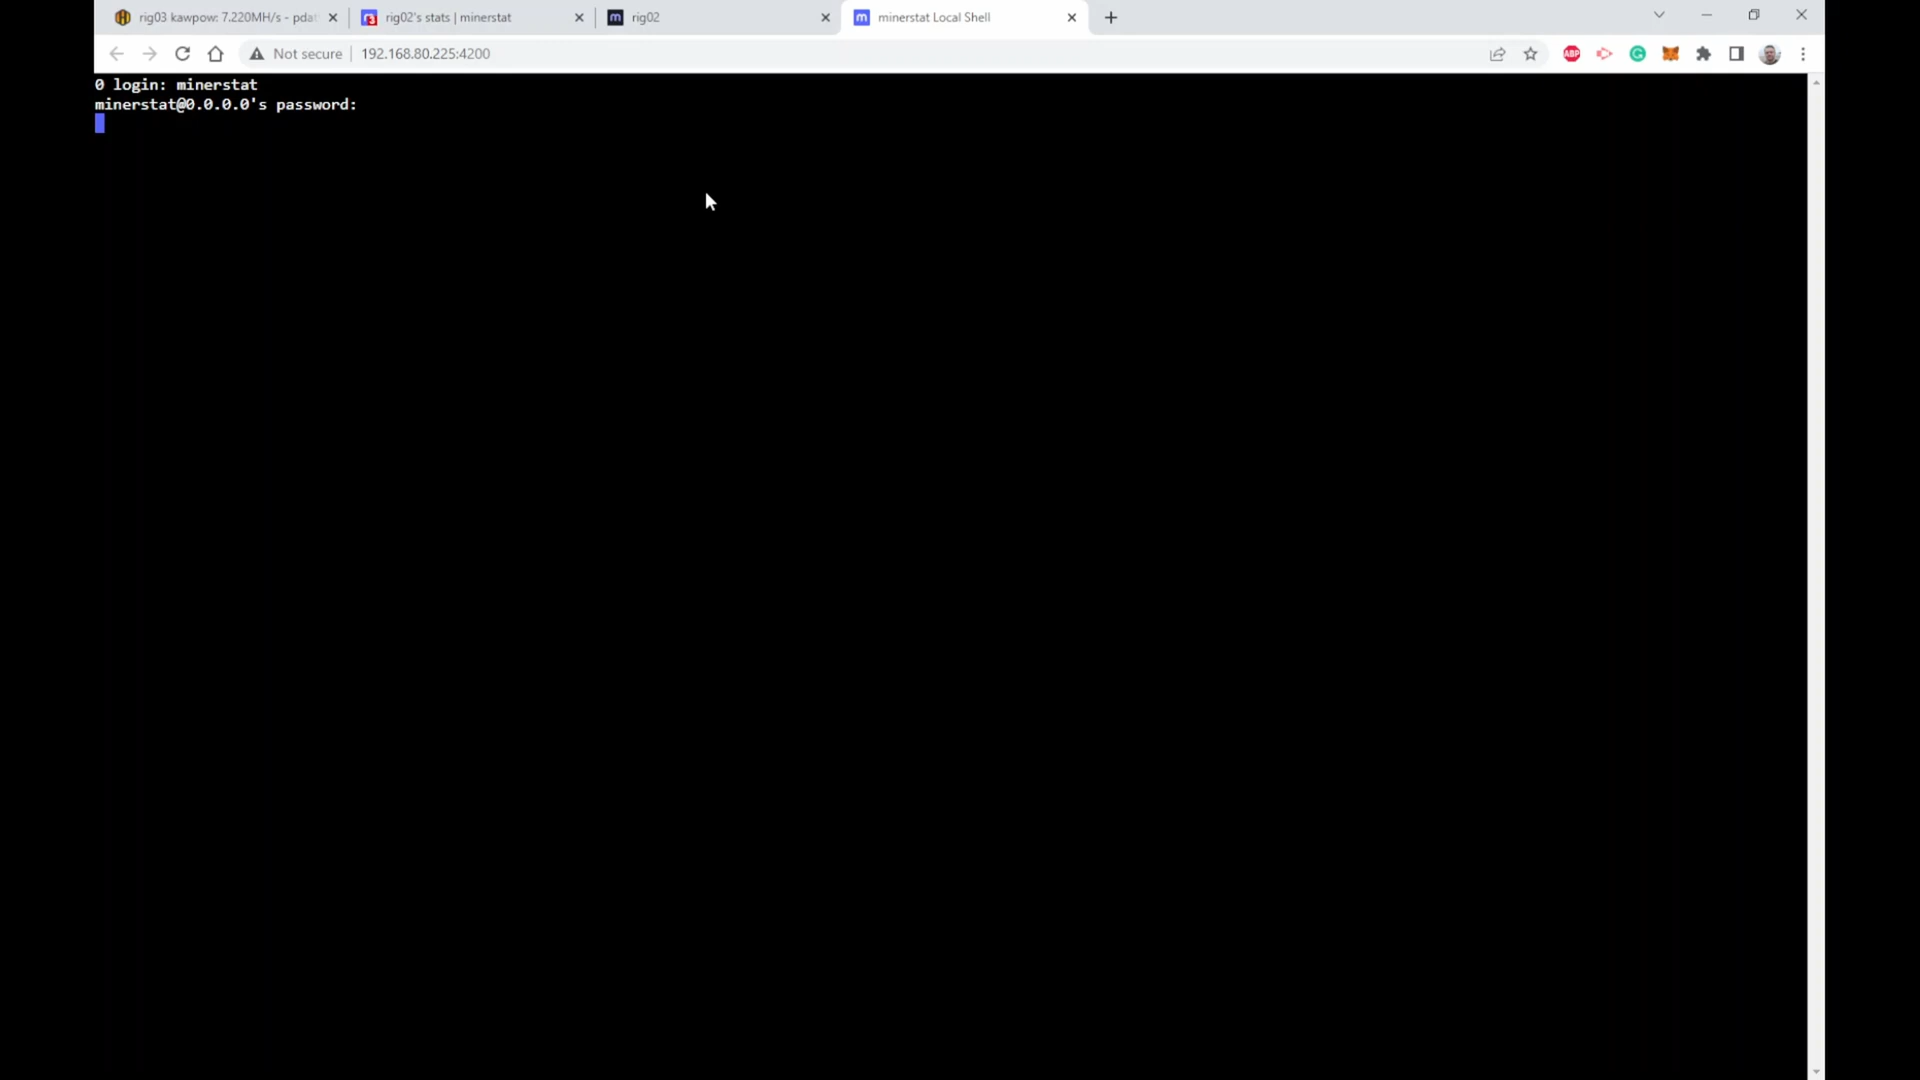 rig03 kawpow: 7.220MH/s - pda
rig02's stats | minerstat
rig02
minerstat Local Shell
Not secure | 192.168.80.225:4200
ABP
0 login: minerstat
minerstat@0.0.0.0's password: